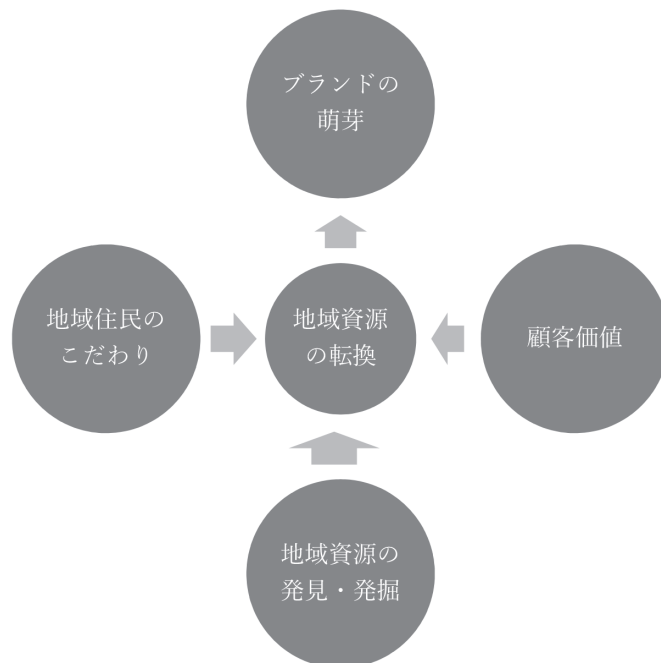 ブランドの
萌芽
地域住民の
こだわり
地域資源
の転換
顧客価値
地域資源の
発見・発掘